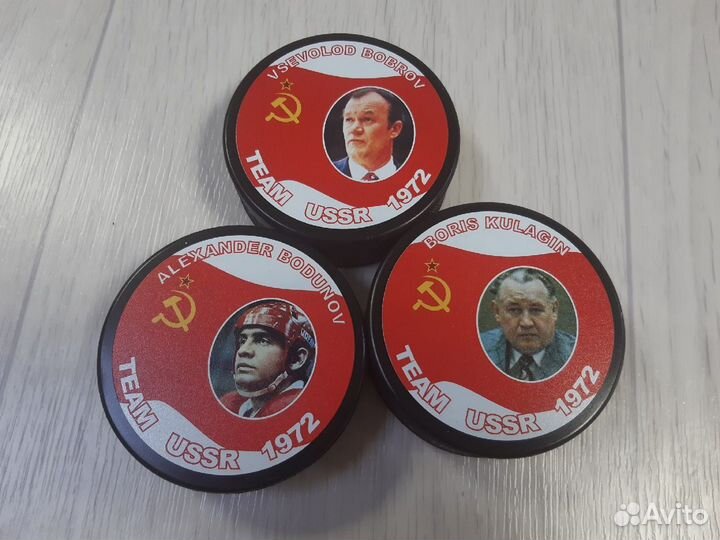 VSEVOLOD BOBROV
TEAM USSR 1972
ALEXANDER BODUNOV
TEAM USSR 1972
BORIS KULAGIN
TEAM USSR 1972
Avito